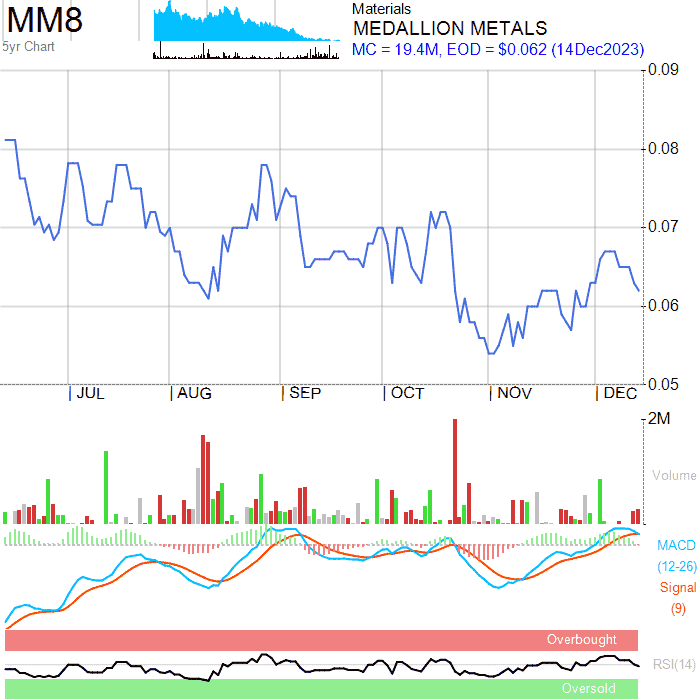 MM8
5yr Chart
Materials
MEDALLION METALS
MC = 19.4M, EOD = $0.062 (14Dec2023)
0.09
0.08
0.07
0.06
0.05
JUL AUG SEP OCT NOV DEC
2M
Volume
MACD
(12-26)
Signal
(9)
Overbought
RSI(14)
Oversold